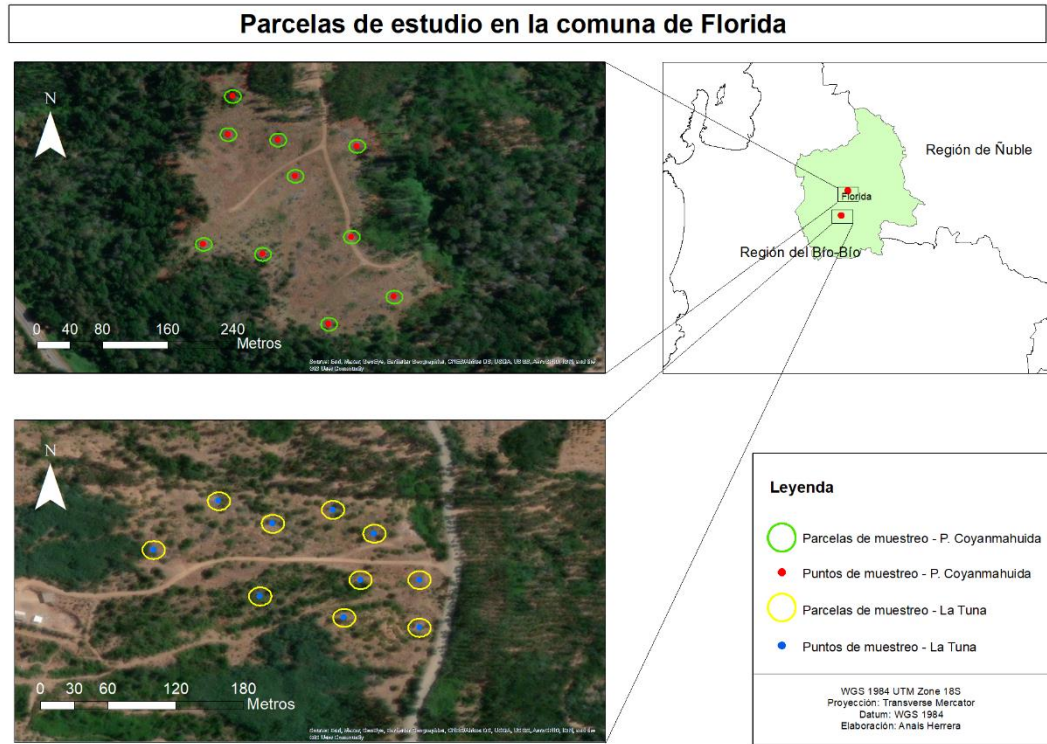 Parcelas de estudio en la comuna de Florida
N
0 40 80 160 240
Metros
Región de Ñuble
Florida
Región del Bío-Bío
N
0 30 60 120 180
Metros
Leyenda
Parcelas de muestreo - P. Coyanmahuida
Puntos de muestreo - P. Coyanmahuida
Parcelas de muestreo - La Tuna
Puntos de muestreo - La Tuna
WGS 1984 UTM Zone 18S
Proyección: Transverse Mercator
Datum: WGS 1984
Elaboración: Anais Herrera